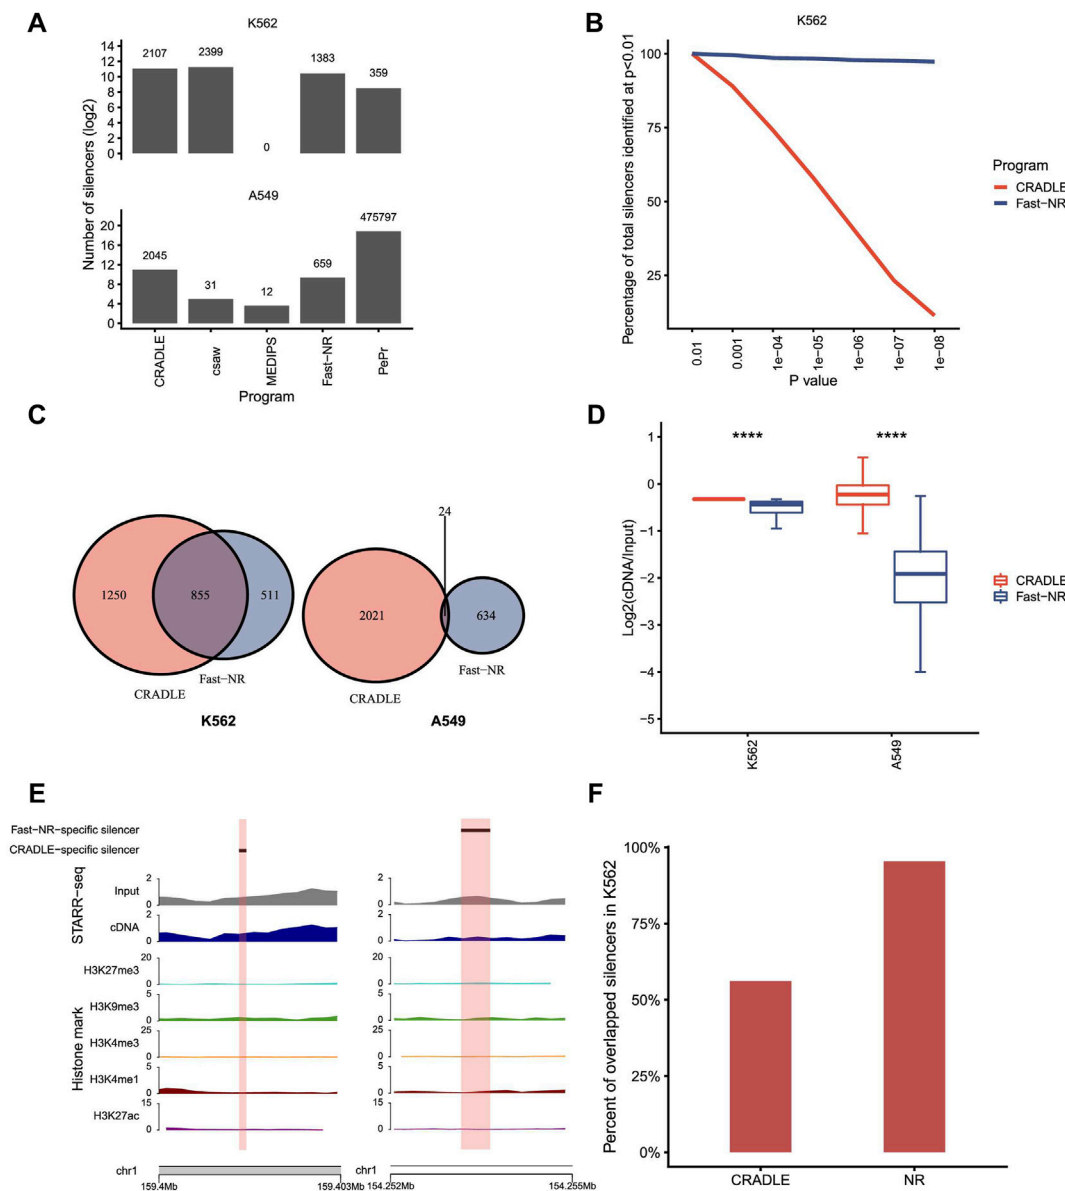 A
K562
2107
2399
0
1383
359
14
12
10
8
6
4
2
0
Number of silencers (log2)
A549
2045
31
12
659
475797
20
16
12
8
4
0
CRADLE
csaw
MEDIPS
Fast−NR
PePr
Program
B
K562
Percentage of total silencers identified at p<0.01
100
75
50
25
0.01
0.001
1e−04
1e−05
1e−06
1e−07
1e−08
P value
Program
CRADLE
Fast−NR
C
1250
855
511
Fast−NR
CRADLE
K562
24
2021
634
Fast−NR
CRADLE
A549
D
Log2(cDNA/Input)
1
0
−1
−2
−3
−4
−5
****
****
K562
A549
CRADLE
Fast−NR
E
Fast−NR−specific silencer
CRADLE−specific silencer
STARR−seq
Input
2
0
2
0
cDNA
2
0
2
0
Histone mark
H3K27me3
20
0
20
0
H3K9me3
5
0
5
0
H3K4me3
25
0
25
0
H3K4me1
5
0
5
0
H3K27ac
15
0
15
0
chr1
159.4Mb
159.403Mb
chr1
154.252Mb
154.255Mb
F
Percent of overlapped silencers in K562
100%
75%
50%
25%
0%
CRADLE
NR